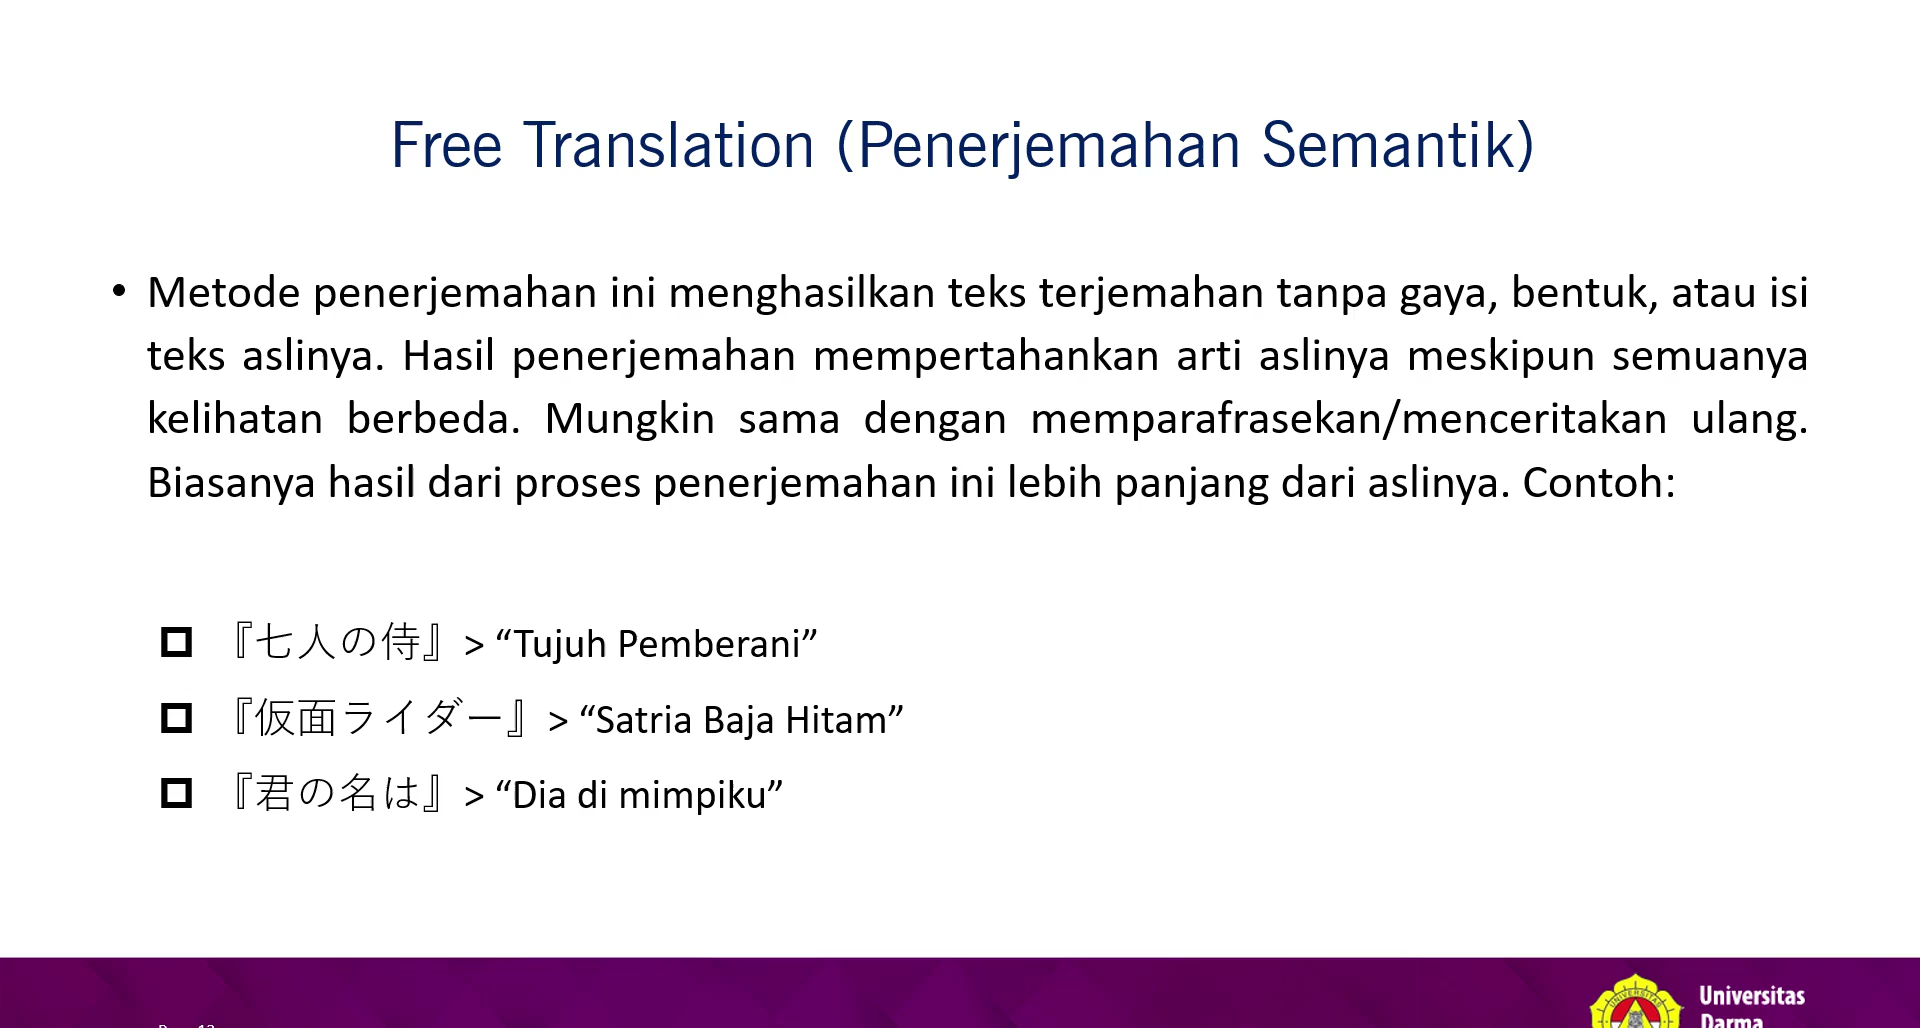 Free Translation (Penerjemahan Semantik)
• Metode penerjemahan ini menghasilkan teks terjemahan tanpa gaya, bentuk, atau isi
teks aslinya. Hasil penerjemahan mempertahankan arti aslinya meskipun semuanya
kelihatan berbeda. Mungkin sama dengan memparafrasekan/menceritakan ulang.
Biasanya hasil dari proses penerjemahan ini lebih panjang dari aslinya. Contoh:
『七人の侍』> “Tujuh Pemberani”
『仮面ライダー』> “Satria Baja Hitam”
『君の名は』> “Dia di mimpiku”
UNIVERSITAS
Universitas
Darma